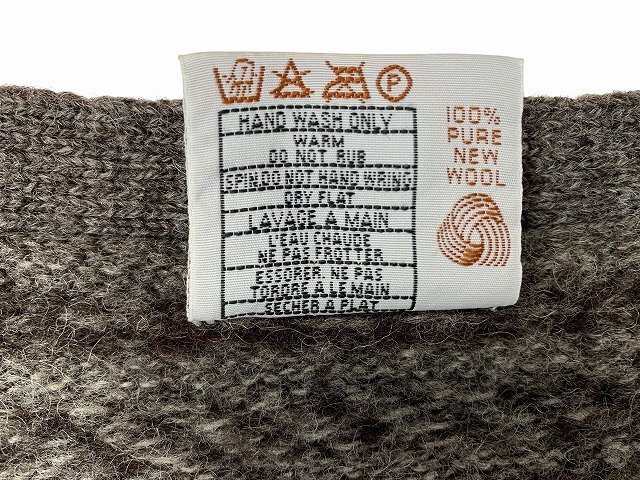 P
HAND WASH ONLY
WARM
DO NOT RUB
SPIN.DO NOT HAND WRING
DRY FLAT
LAVAGE A MAIN
L'EAU CHAUDE
NE PAS FROTTER
ESSORER. NE PAS
TORDRE A LE MAIN
SECHER A PLAT
100%
PURE
NEW
WOOL